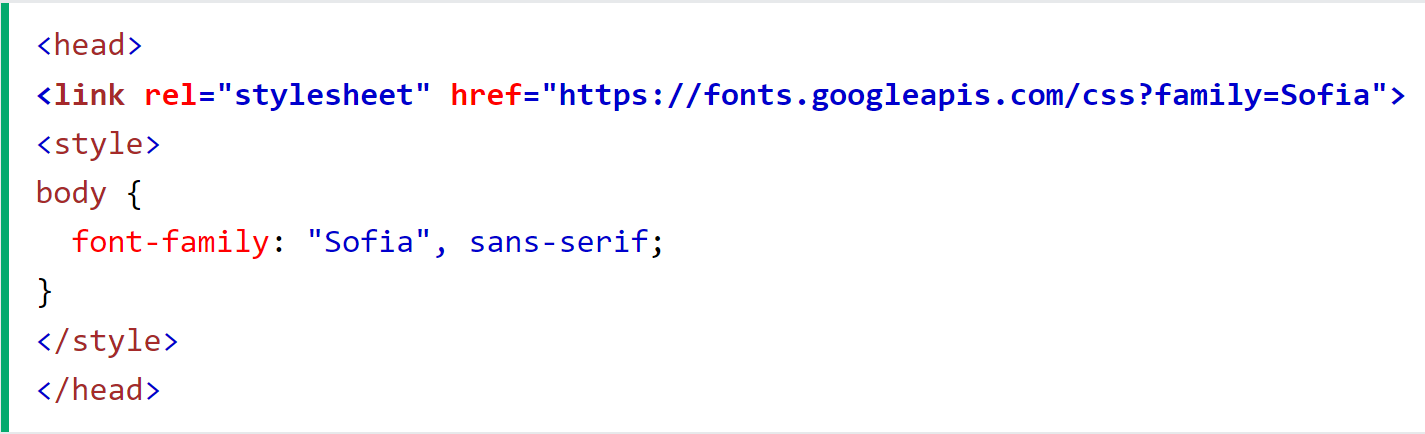 <head>
<link rel="stylesheet" href="https://fonts.googleapis.com/css?family=Sofia">
<style>
body {
  font-family: "Sofia", sans-serif;
}
</style>
</head>